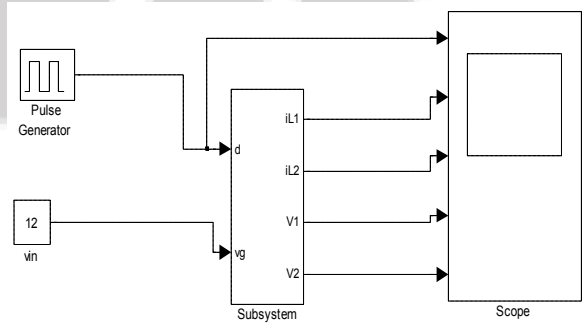 Pulse
Generator
12
vin
d
vg
iL1
iL2
V1
V2
Subsystem
Scope